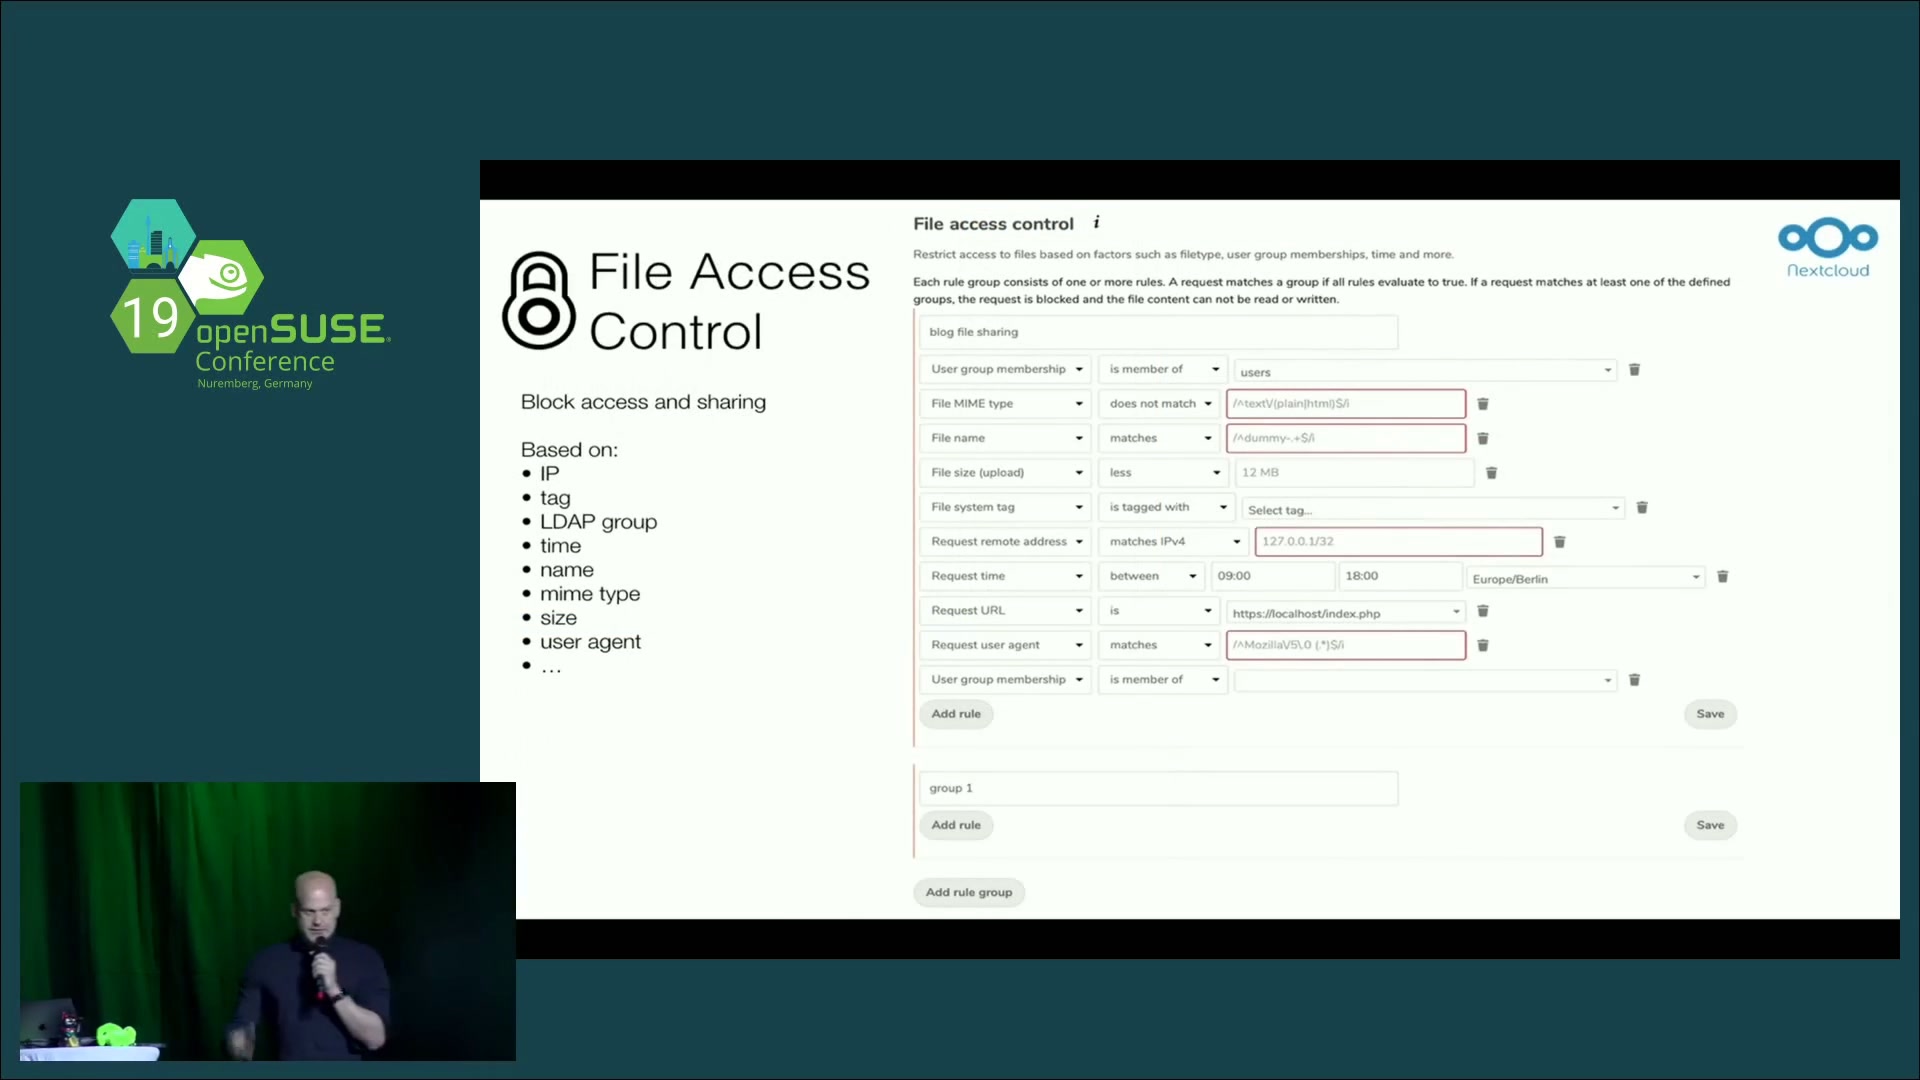 19
openSUSE
Conference
Nuremberg, Germany
File Access
Control
Block access and sharing
Based on:
• IP
• tag
• LDAP group
• time
• name
• mime type
• size
• user agent
• ...
File access control i
Nextcloud
Restrict access to files based on factors such as filetype, user group memberships, time and more.
Each rule group consists of one or more rules. A request matches a group if all rules evaluate to true. If a request matches at least one of the defined
groups, the request is blocked and the file content can not be read or written.
blog file sharing
User group membership is member of users
File MIME type does not match /^text\/(plain|html)$/i
File name matches /^dummy-.+$/i
File size (upload) less 12 MB
File system tag is tagged with Select tag...
Request remote address matches IPv4 127.0.0.1/32
Request time between 09:00 18:00 Europe/Berlin
Request URL is https://localhost/index.php
Request user agent matches /^Mozilla\/5\.0 (.*)$/i
User group membership is member of
Add rule Save
group 1
Add rule Save
Add rule group